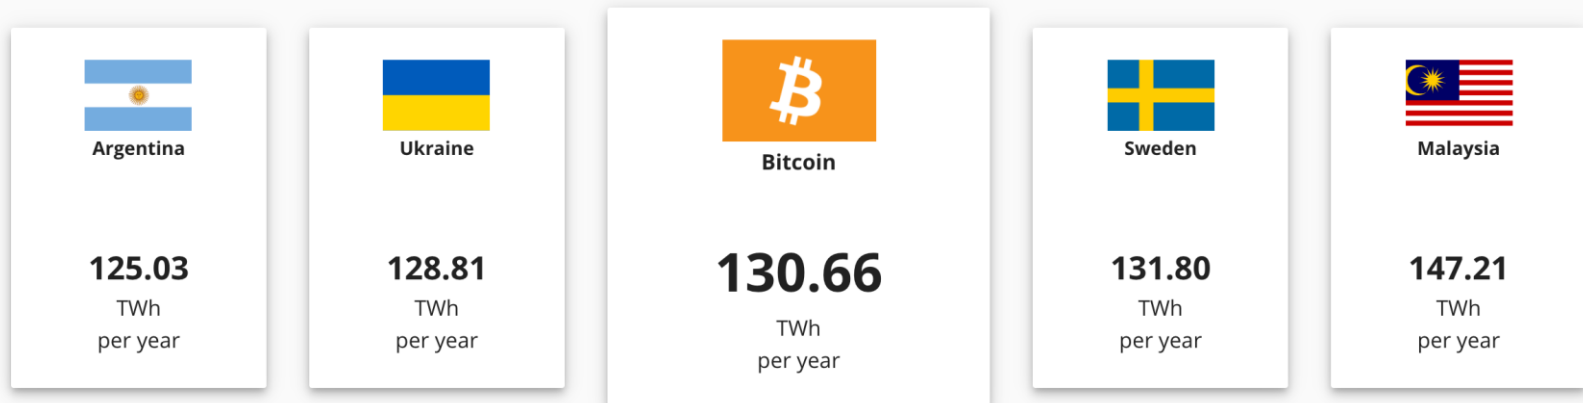 Argentina
125.03
TWh
per year
Ukraine
128.81
TWh
per year
Bitcoin
130.66
TWh
per year
Sweden
131.80
TWh
per year
Malaysia
147.21
TWh
per year